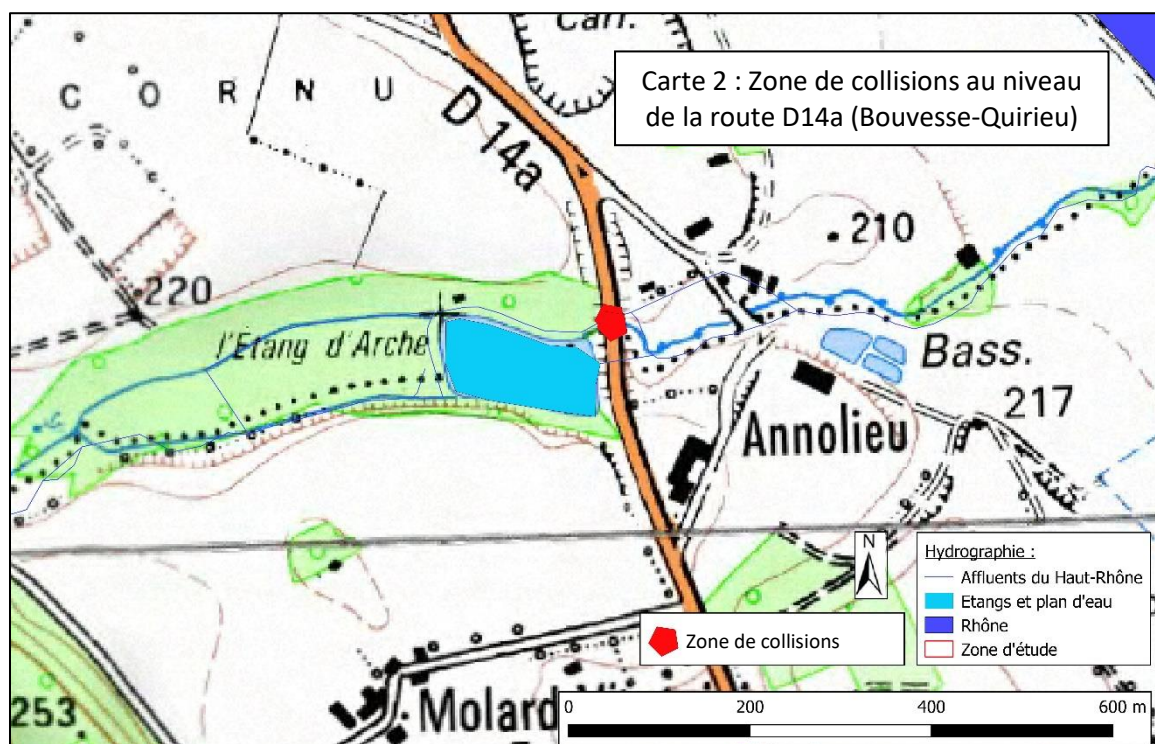 Carr.
Carte 2 : Zone de collisions au niveau
de la route D14a (Bouvesse-Quirieu)
C O R N U
D 14a
210
220
l'Etang d'Arche
Bass.
217
Annolieu
N
Hydrographie :
Affluents du Haut-Rhône
Etangs et plan d'eau
Rhône
Zone d'étude
Zone de collisions
253
Molard
0 200 400 600 m